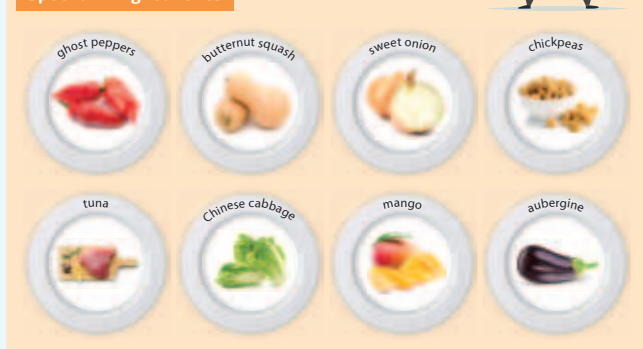 ghost peppers
butternut squash
sweet onion
chickpeas
tuna
Chinese cabbage
mango
aubergine